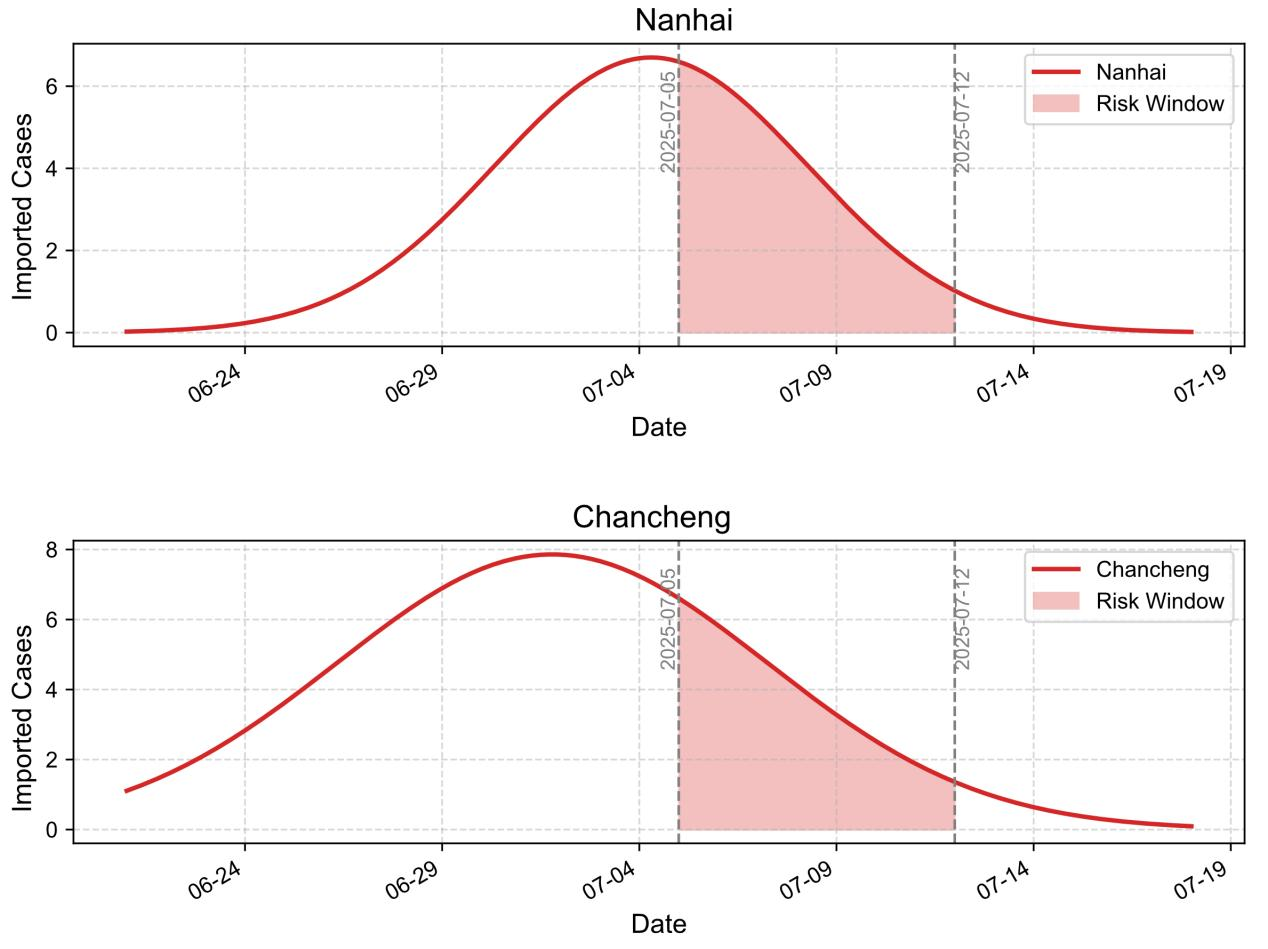 Nanhai
Imported Cases
6
4
2
0
2025-07-05
2025-07-12
Nanhai
Risk Window
06-24
06-29
07-04
07-09
07-14
07-19
Date
Chancheng
Imported Cases
8
6
4
2
0
2025-07-05
2025-07-12
Chancheng
Risk Window
06-24
06-29
07-04
07-09
07-14
07-19
Date